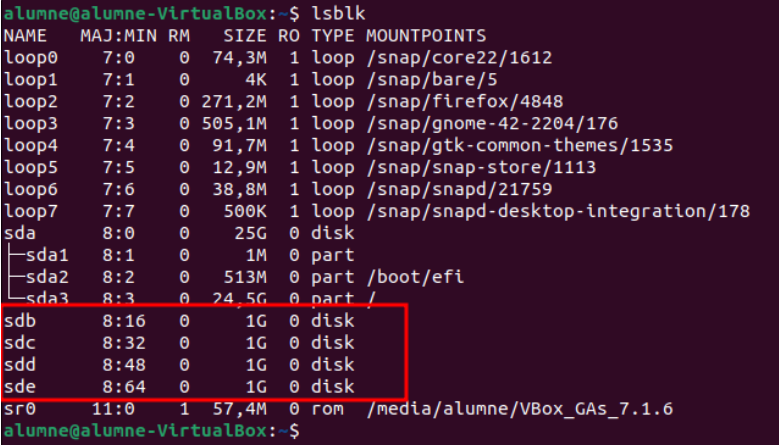 alumne@alumne-VirtualBox:~$ lsblk
NAME   MAJ:MIN RM   SIZE RO TYPE MOUNTPOINTS
loop0    7:0    0  74,3M  1 loop /snap/core22/1612
loop1    7:1    0     4K  1 loop /snap/bare/5
loop2    7:2    0 271,2M  1 loop /snap/firefox/4848
loop3    7:3    0 505,1M  1 loop /snap/gnome-42-2204/176
loop4    7:4    0  91,7M  1 loop /snap/gtk-common-themes/1535
loop5    7:5    0  12,9M  1 loop /snap/snap-store/1113
loop6    7:6    0  38,8M  1 loop /snap/snapd/21759
loop7    7:7    0   500K  1 loop /snap/snapd-desktop-integration/178
sda      8:0    0    25G  0 disk
├─sda1   8:1    0     1M  0 part
├─sda2   8:2    0   513M  0 part /boot/efi
└─sda3   8:3    0  24,5G  0 part /
sdb      8:16   0     1G  0 disk
sdc      8:32   0     1G  0 disk
sdd      8:48   0     1G  0 disk
sde      8:64   0     1G  0 disk
sr0     11:0    1  57,4M  0 rom  /media/alumne/VBox_GAs_7.1.6
alumne@alumne-VirtualBox:~$